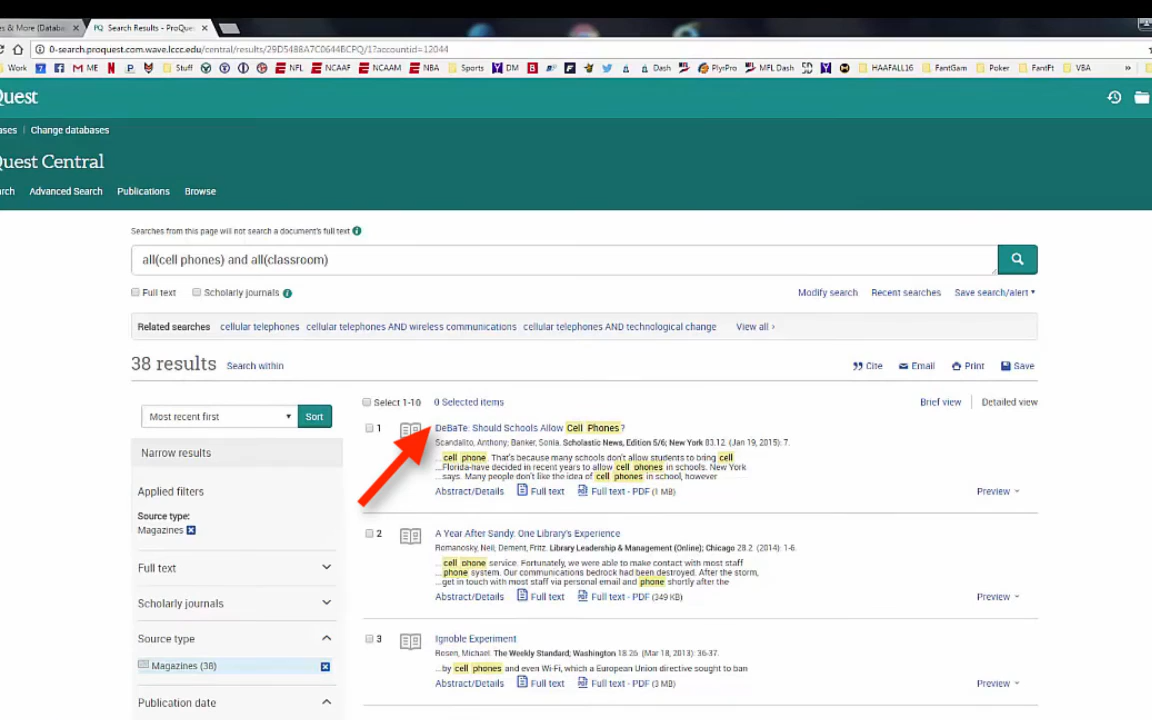 es & More (Databa
PQ Search Results - ProQues
0-search.proquest.com.wave.lccc.edu/central/results/29D5488A7C0644BCPQ/1?accountid=12044
Work 7 M ME N P Stuff NFL NCAAF NCAAM NBA Sports DM B F Dash PlyrPro MFL Dash HAAFALL16 FantGam Poker FantFt VBA »
Quest
ases | Change databases
Quest Central
arch Advanced Search Publications Browse
Searches from this page will not search a document's full text
all(cell phones) and all(classroom)
Full text Scholarly journals Modify search Recent searches Save search/alert
Related searches cellular telephones cellular telephones AND wireless communications cellular telephones AND technological change View all ›
38 results Search within Cite Email Print Save
Select 1-10 0 Selected items Brief view | Detailed view
Most recent first Sort
Narrow results
Applied filters
Source type:
Magazines
Full text
Scholarly journals
Source type
Magazines (38)
Publication date
1 DeBaTe: Should Schools Allow Cell Phones?
Scandalito, Anthony; Banker, Sonia. Scholastic News, Edition 5/6; New York 83.12 (Jan 19, 2015): 7.
...cell phone. That's because many schools don't allow students to bring cell
...Florida-have decided in recent years to allow cell phones in schools. New York
...says. Many people don't like the idea of cell phones in school, however
Abstract/Details Full text Full text - PDF (1 MB) Preview
2 A Year After Sandy: One Library's Experience
Romanosky, Neil; Dement, Fritz. Library Leadership & Management (Online); Chicago 28.2 (2014): 1-6.
...cell phone service. Fortunately, we were able to make contact with most staff
...phone system. Our communications bedrock had been destroyed. After the storm,
...get in touch with most staff via personal email and phone shortly after the
Abstract/Details Full text Full text - PDF (349 KB) Preview
3 Ignoble Experiment
Rosen, Michael. The Weekly Standard; Washington 18.26 (Mar 18, 2013): 36-37.
...by cell phones and even Wi-Fi, which a European Union directive sought to ban
Abstract/Details Full text Full text - PDF (3 MB) Preview